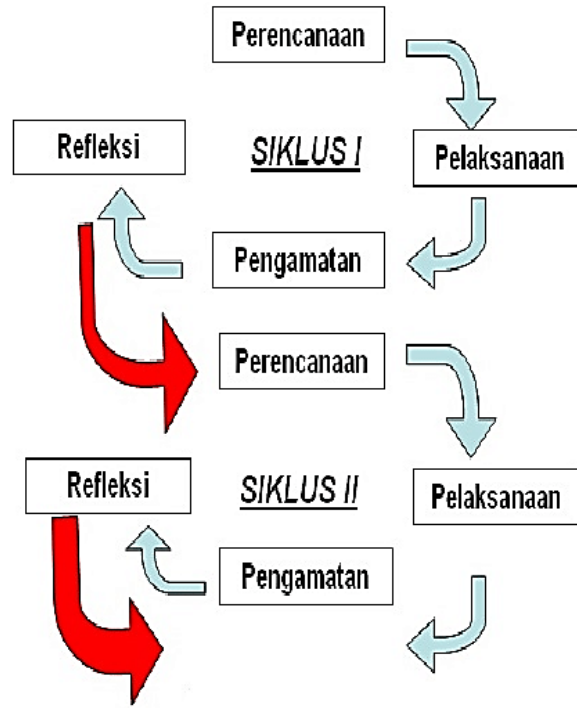 Perencanaan
Refleksi
SIKLUS I
Pelaksanaan
Pengamatan
Perencanaan
Refleksi
SIKLUS II
Pelaksanaan
Pengamatan